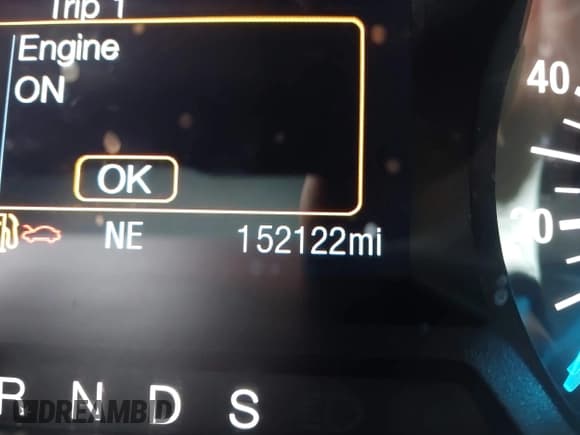 Trip 1
Engine
ON
OK
NE 152122mi
40
20
R N D S
DREAMBID